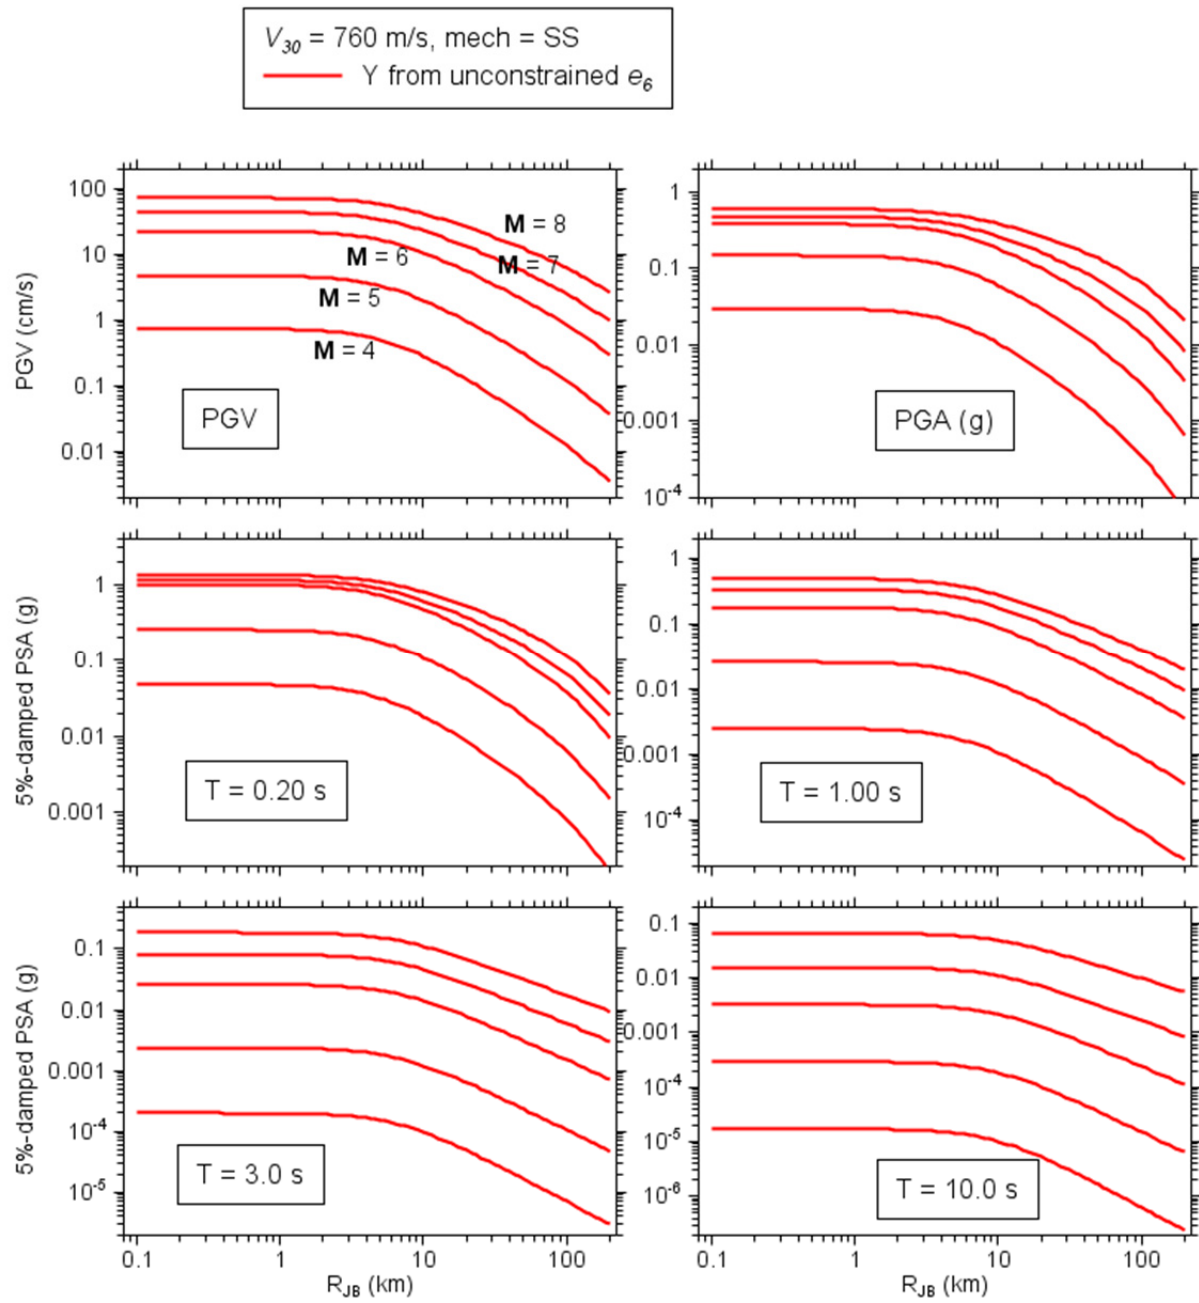 V30 = 760 m/s, mech = SS
Y from unconstrained e6
PGV (cm/s)
100
10
1
0.1
0.01
M = 8
M = 7
M = 6
M = 5
M = 4
PGV
1
0.1
0.01
0.001
10-4
PGA (g)
5%-damped PSA (g)
1
0.1
0.01
0.001
T = 0.20 s
1
0.1
0.01
0.001
10-4
T = 1.00 s
5%-damped PSA (g)
0.1
0.01
0.001
10-4
10-5
T = 3.0 s
0.1 1 10 100
RJB (km)
0.1
0.01
0.001
10-4
10-5
10-6
T = 10.0 s
0.1 1 10 100
RJB (km)